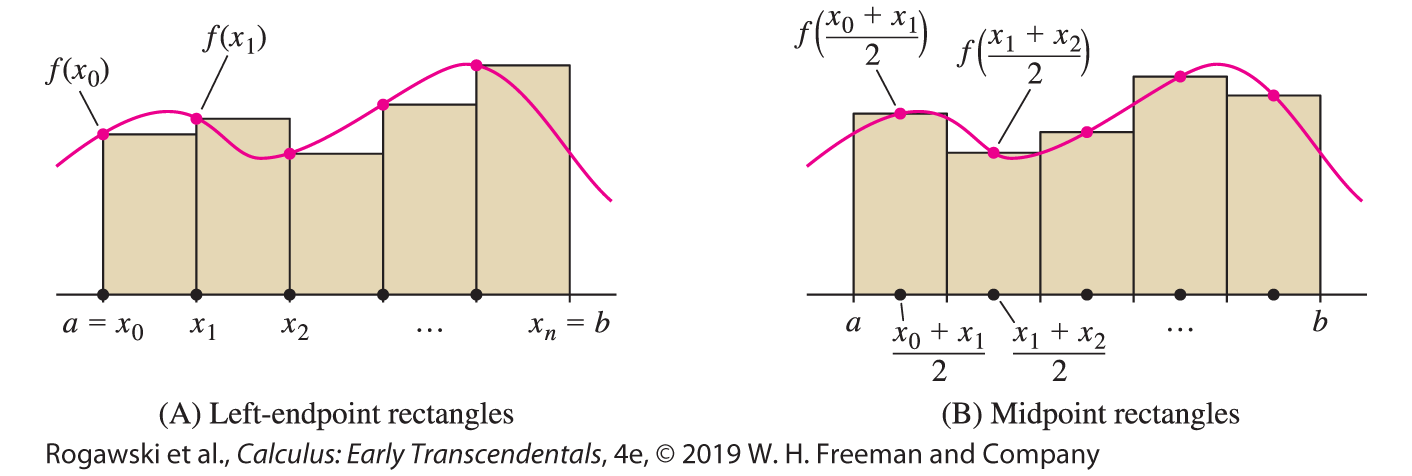 f(x₀)
f(x₁)
a = x₀ x₁ x₂ ... xₙ = b
(A) Left-endpoint rectangles
f((x₀ + x₁)/2)
f((x₁ + x₂)/2)
a (x₀ + x₁)/2 (x₁ + x₂)/2 ... b
(B) Midpoint rectangles
Rogawski et al., Calculus: Early Transcendentals, 4e, © 2019 W. H. Freeman and Company